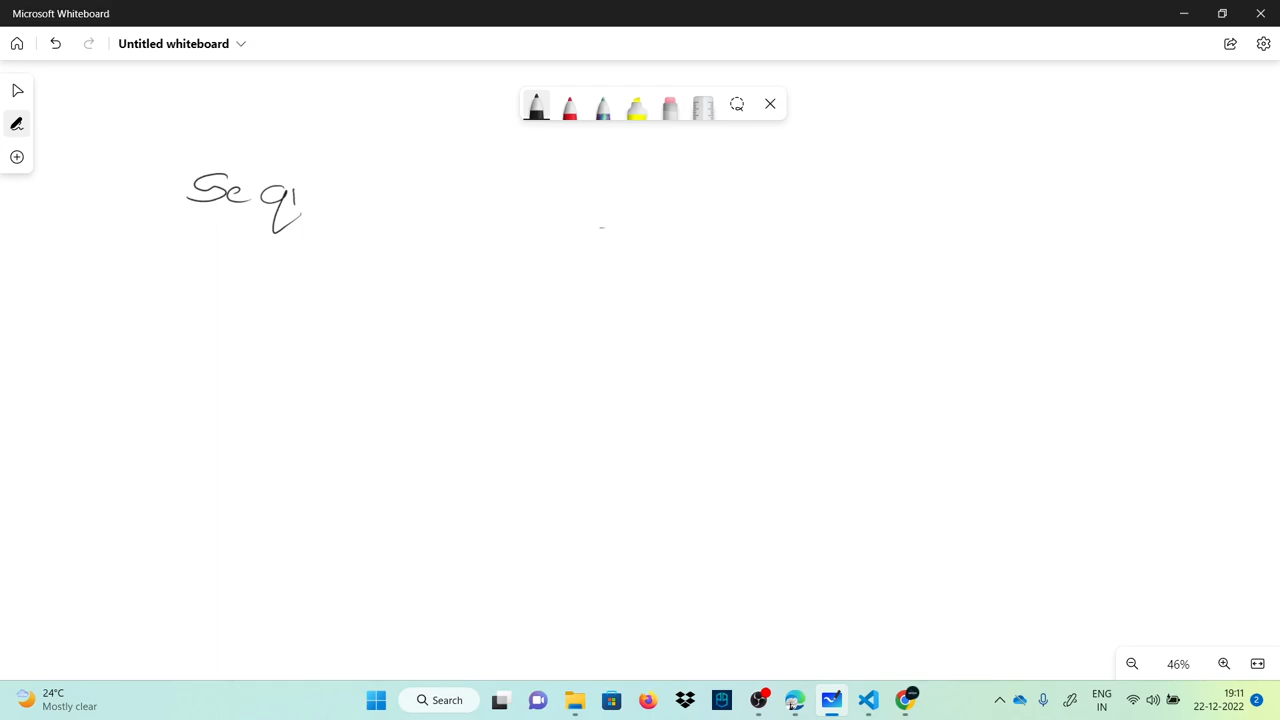 Microsoft Whiteboard
Untitled whiteboard
Seq
46%
24°C
Mostly clear
Search
ENG
IN
19:11
22-12-2022
2